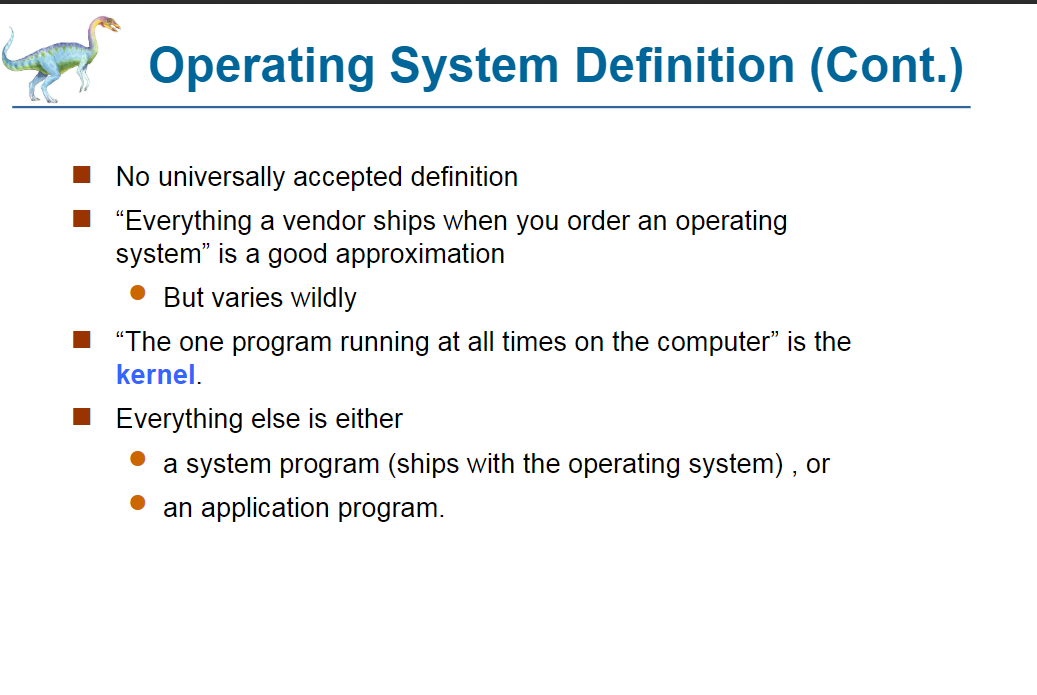 Operating System Definition (Cont.)
No universally accepted definition
“Everything a vendor ships when you order an operating
system” is a good approximation
But varies wildly
“The one program running at all times on the computer” is the
kernel.
Everything else is either
a system program (ships with the operating system) , or
an application program.